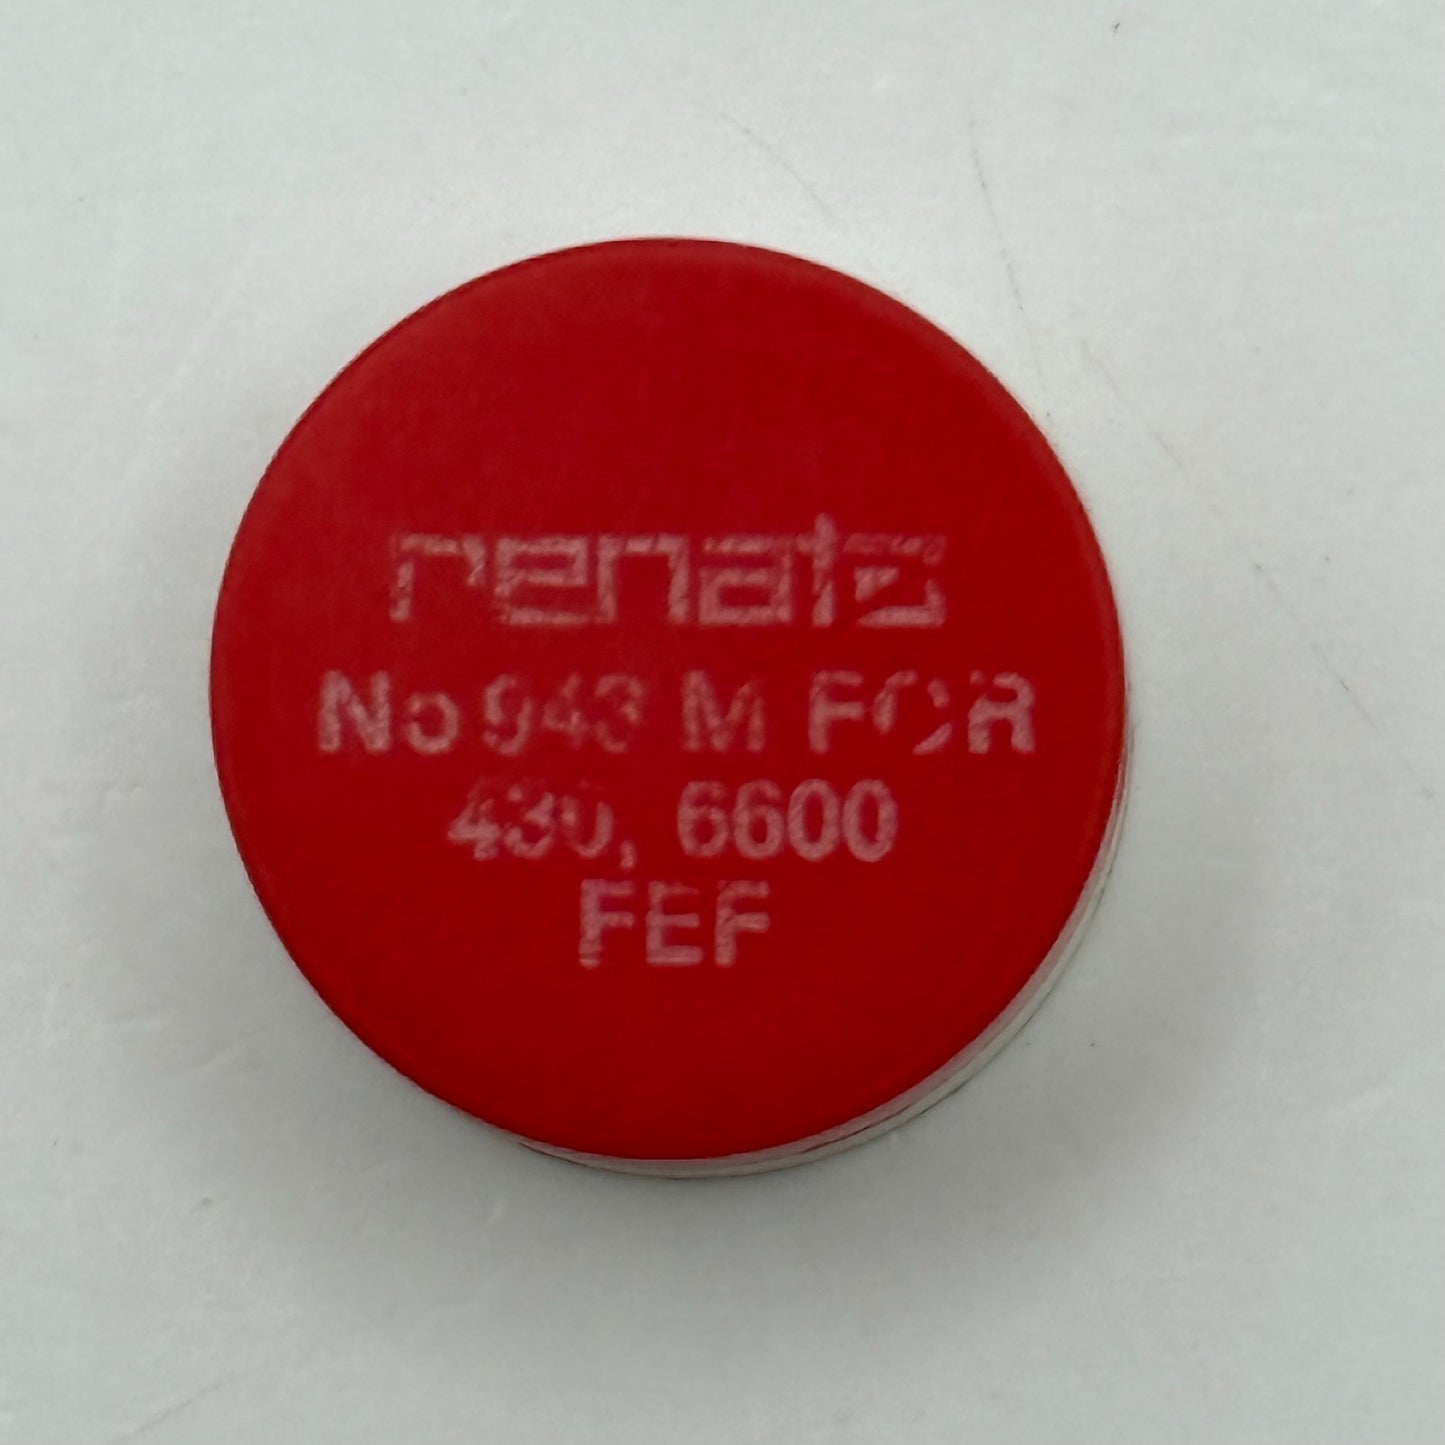 renata
No 943 M FOR
430, 6600
FEF